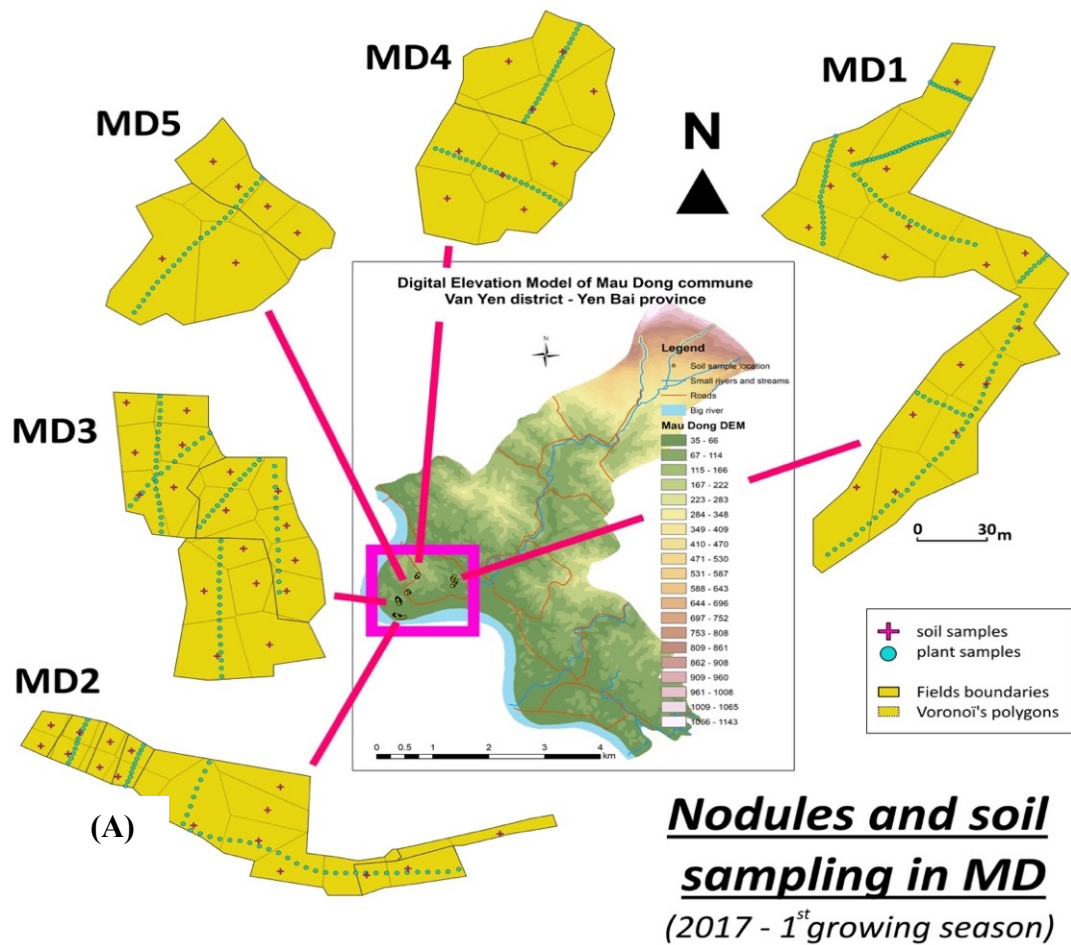 MD4
MD1
MD5
N
MD3
MD2
(A)
Digital Elevation Model of Mau Dong commune
Van Yen district - Yen Bai province
N
Legend
Soil sample location
Small rivers and streams
Roads
Big river
Mau Dong DEM
35 - 66
67 - 114
115 - 166
167 - 222
223 - 283
284 - 348
349 - 409
410 - 470
471 - 530
531 - 587
588 - 643
644 - 696
697 - 752
753 - 808
809 - 861
862 - 908
909 - 960
961 - 1008
1009 - 1065
1066 - 1143
0 0.5 1 2 3 4
km
0 30m
soil samples
plant samples
Fields boundaries
Voronoï's polygons
Nodules and soil
sampling in MD
(2017 - 1st growing season)